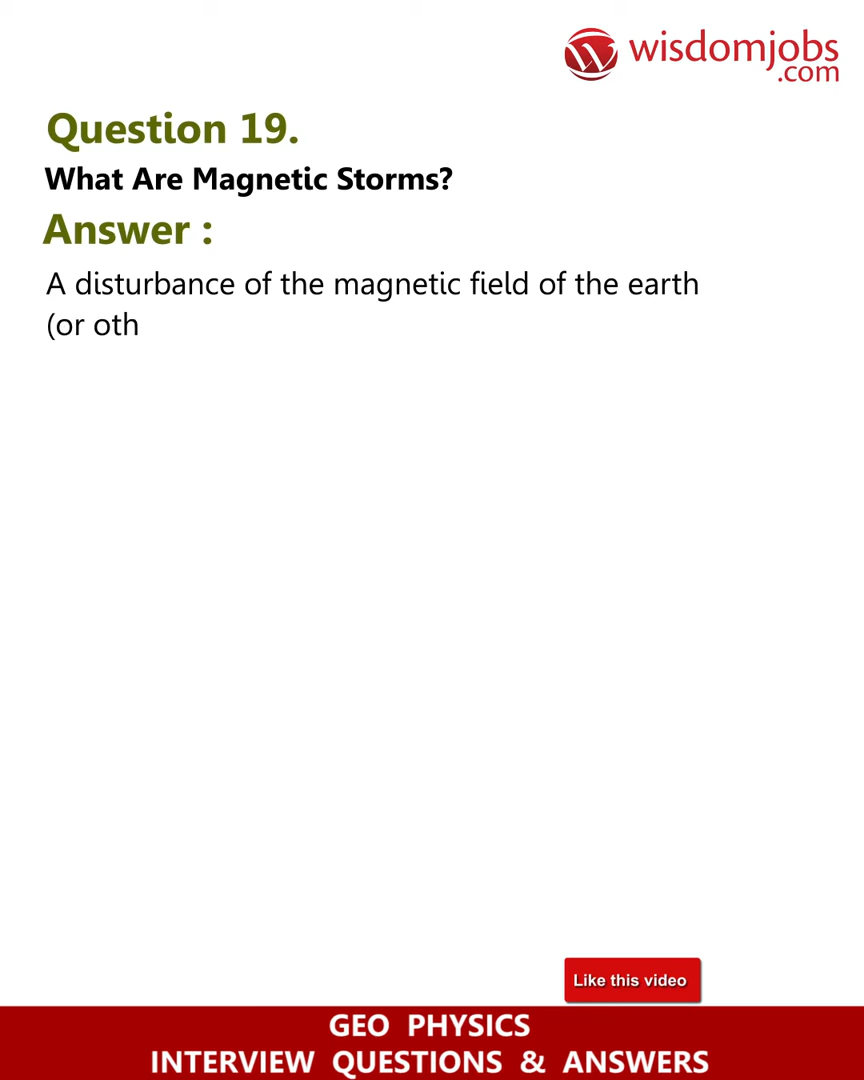 wisdomjobs
.com
Question 19.
What Are Magnetic Storms?
Answer :
A disturbance of the magnetic field of the earth
(or oth
Like this video
GEO PHYSICS
INTERVIEW QUESTIONS & ANSWERS